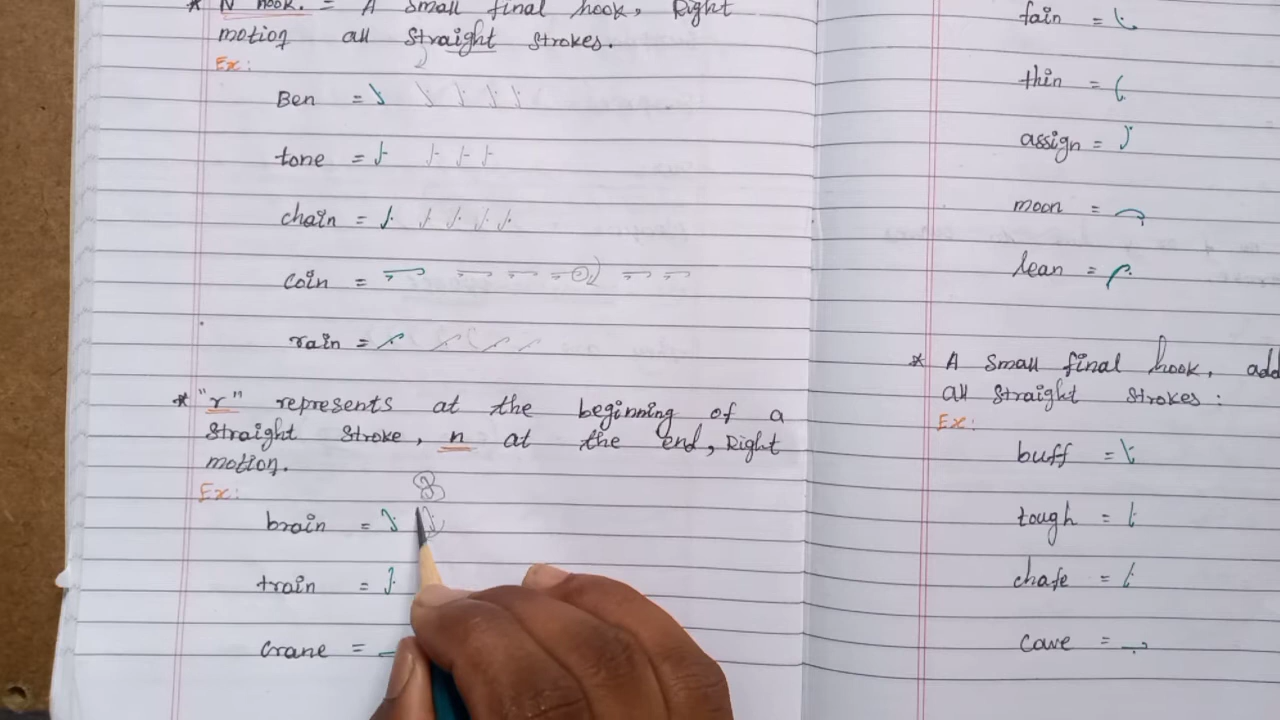 * N hook. = A small final hook, Right
motion all straight strokes.
Ex:
Ben =
tone =
chain =
coin =
rain =
* "r" represents at the beginning of a
straight stroke, n at the end, Right
motion.
Ex:
brain =
train =
crane =
fain =
thin =
assign =
moon =
lean =
* A small final hook, add
all straight strokes:
Ex:
buff =
tough =
chafe =
cave =